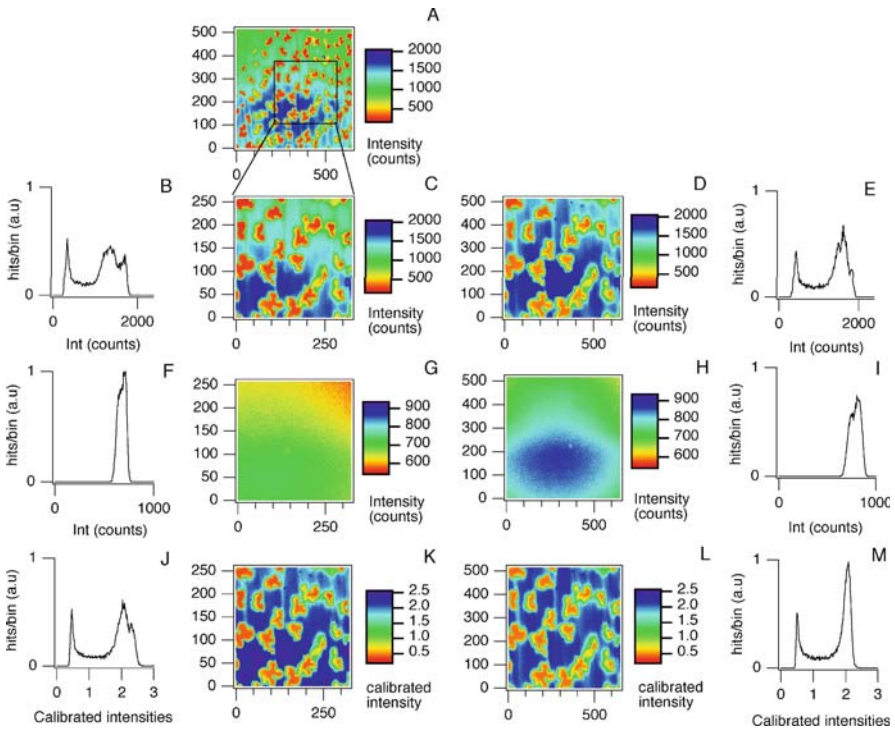 A
500
400
300
200
100
0
0 500
2000
1500
1000
500
Intensity
(counts)
B
hits/bin (a.u)
1
0
0 2000
Int (counts)
C
250
200
150
100
50
0
0 250
2000
1500
1000
500
Intensity
(counts)
D
500
400
300
200
100
0
0 500
2000
1500
1000
500
Intensity
(counts)
E
hits/bin (a.u)
1
0
0 2000
Int (counts)
F
hits/bin (a.u)
1
0
0 1000
Int (counts)
G
250
200
150
100
50
0
0 250
900
800
700
600
Intensity
(counts)
H
500
400
300
200
100
0
0 500
900
800
700
600
Intensity
(counts)
I
hits/bin (a.u)
1
0
0 1000
Int (counts)
J
hits/bin (a.u)
1
0
0 1 2 3
Calibrated intensities
K
250
200
150
100
50
0
0 250
2.5
2.0
1.5
1.0
0.5
calibrated
intensity
L
500
400
300
200
100
0
0 500
2.5
2.0
1.5
1.0
0.5
calibrated
intensity
M
hits/bin (a.u)
1
0
0 1 2 3
Calibrated intensities